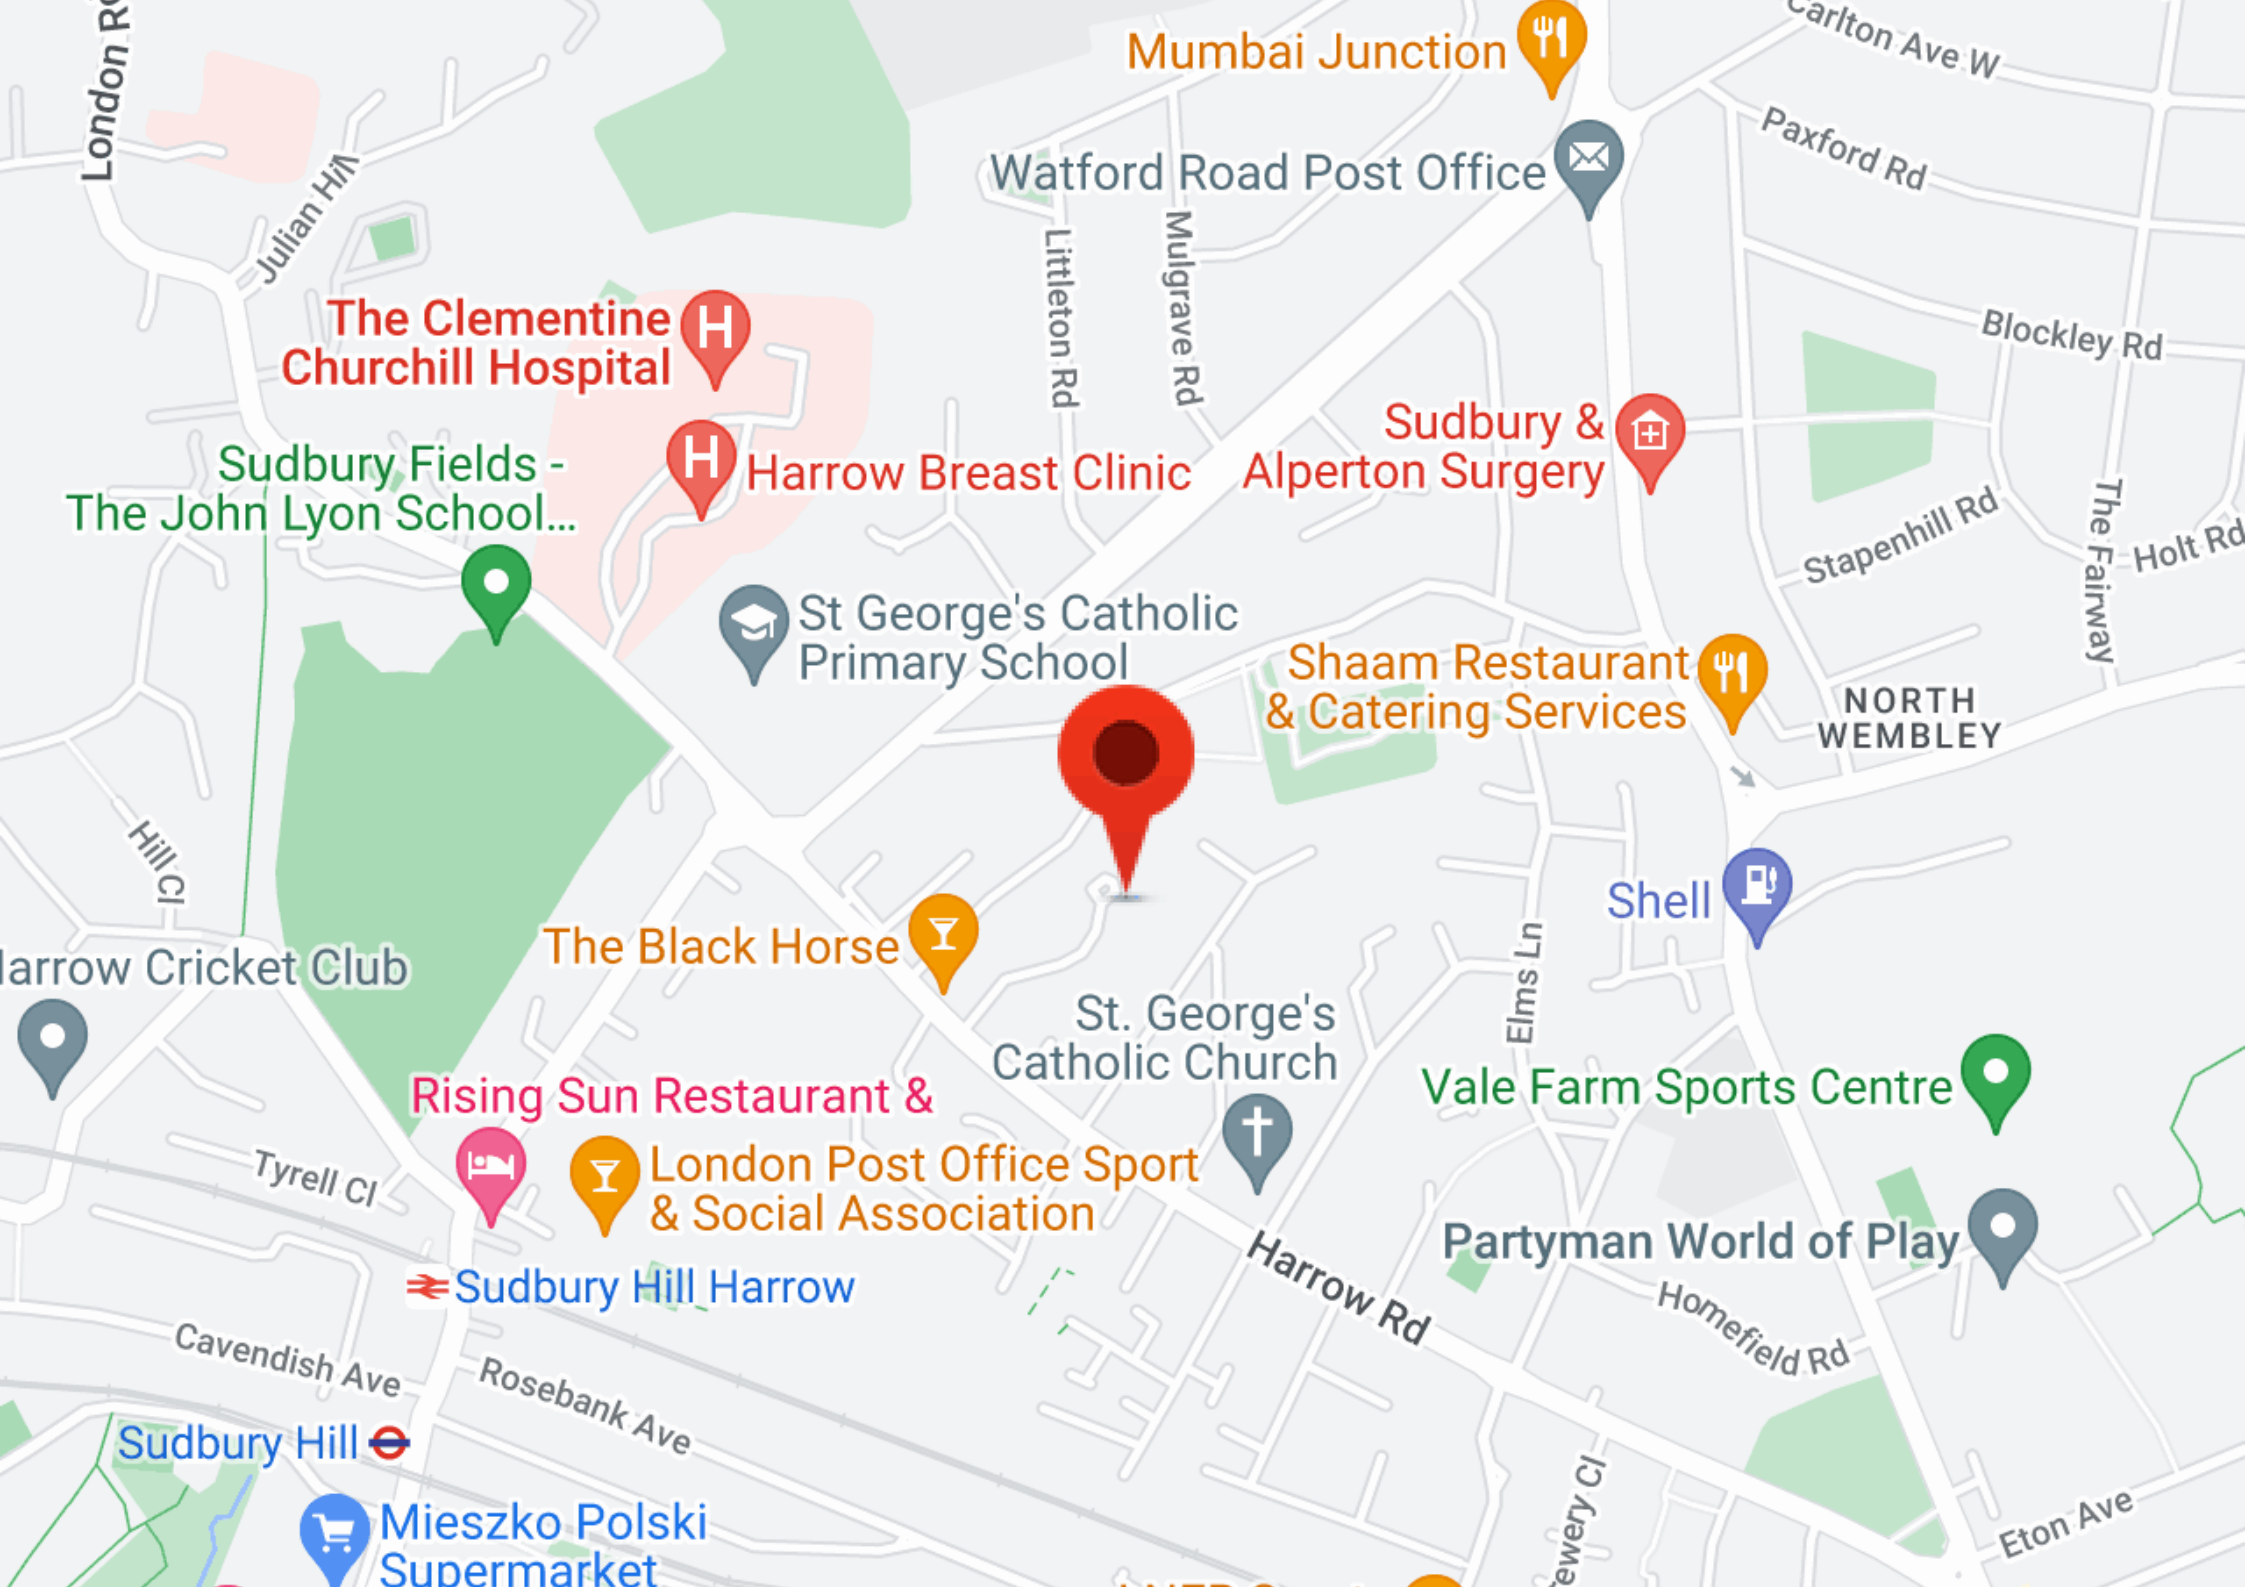 London R
Mumbai Junction
Carlton Ave W
Paxford Rd
Watford Road Post Office
Julian Hill
Littleton Rd
Mulgrave Rd
The Clementine
Churchill Hospital
Blockley Rd
Sudbury &
Alperton Surgery
Sudbury Fields -
The John Lyon School...
Harrow Breast Clinic
Stapenhill Rd
The Fairway
Holt Rd
St George's Catholic
Primary School
Shaam Restaurant
& Catering Services
NORTH
WEMBLEY
Hill Cl
Shell
The Black Horse
Elms Ln
Harrow Cricket Club
St. George's
Catholic Church
Vale Farm Sports Centre
Rising Sun Restaurant &
Tyrell Cl
London Post Office Sport
& Social Association
Partyman World of Play
Harrow Rd
Sudbury Hill Harrow
Homefield Rd
Cavendish Ave
Rosebank Ave
Sudbury Hill
Eton Ave
Mieszko Polski
Supermarket
ewery Cl